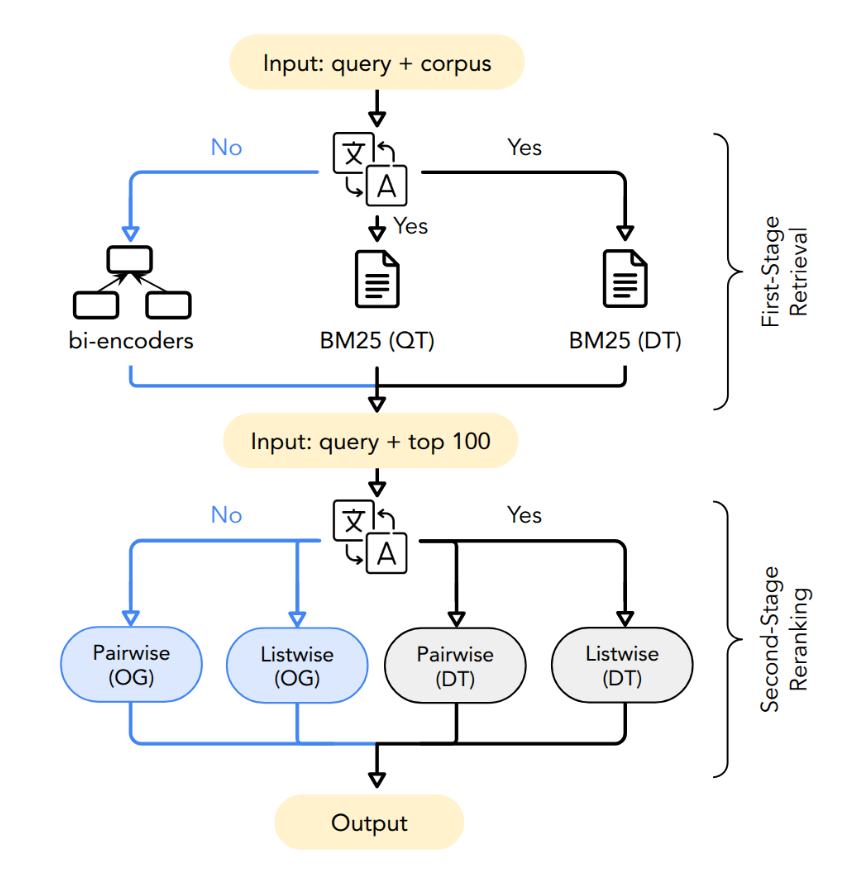 Input: query + corpus
No
Yes
文
A
Yes
bi-encoders
BM25 (QT)
BM25 (DT)
First-Stage
Retrieval
Input: query + top 100
No
Yes
文
A
Pairwise
(OG)
Listwise
(OG)
Pairwise
(DT)
Listwise
(DT)
Second-Stage
Reranking
Output